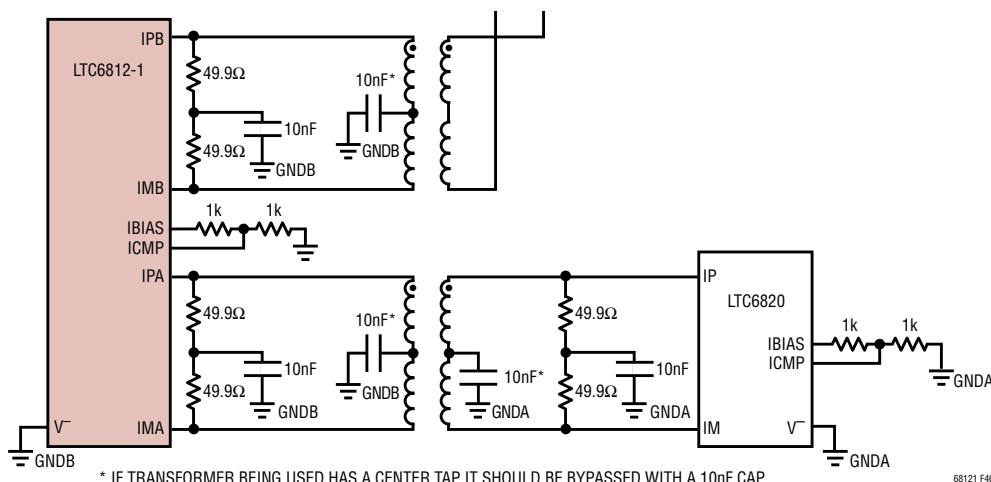 IPB
LTC6812-1
49.9Ω
10nF*
10nF
49.9Ω
GNDB
GNDB
IMB
1k
1k
IBIAS
ICMP
IPA
IP
LTC6820
49.9Ω
49.9Ω
10nF*
1k
1k
IBIAS
10nF
10nF*
10nF
ICMP
49.9Ω
GNDB
49.9Ω
GNDA
GNDB
GNDA
GNDA
V–
IMA
IM
V–
GNDB
GNDA
* IF TRANSFORMER BEING USED HAS A CENTER TAP IT SHOULD BE BYPASSED WITH A 10nF CAP
68121 F46